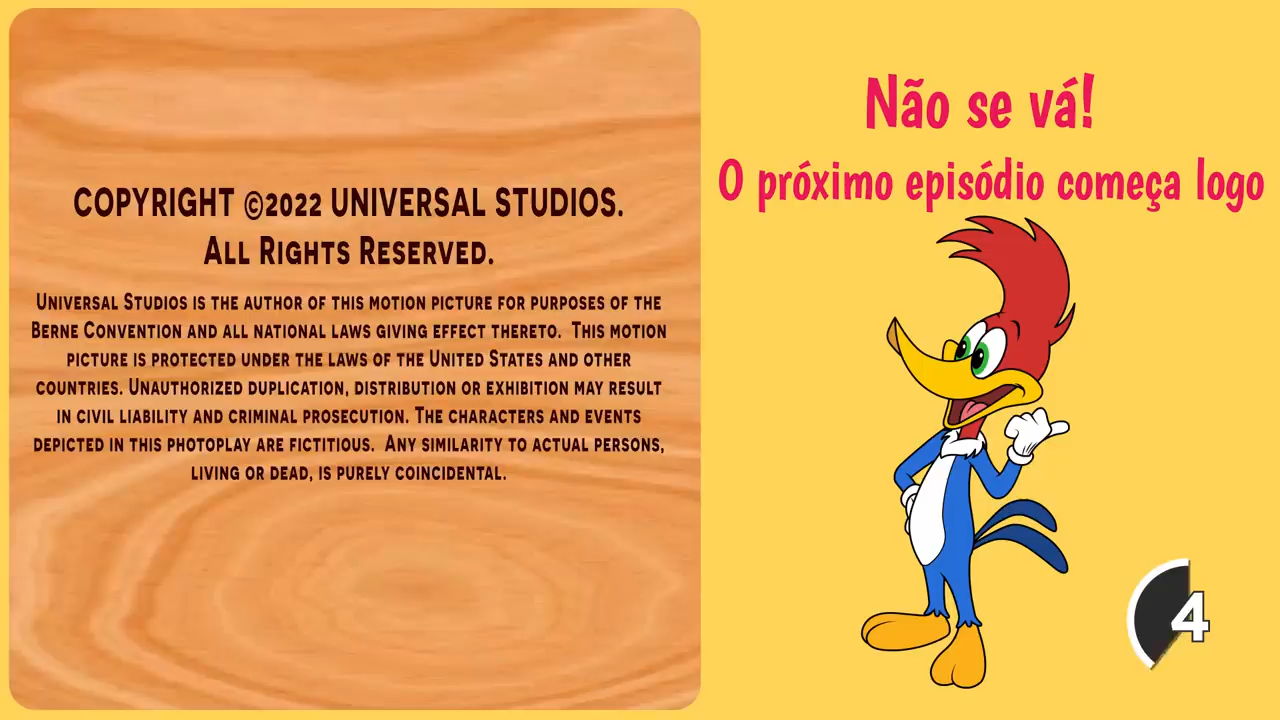 COPYRIGHT ©2022 UNIVERSAL STUDIOS.
ALL RIGHTS RESERVED.
UNIVERSAL STUDIOS IS THE AUTHOR OF THIS MOTION PICTURE FOR PURPOSES OF THE
BERNE CONVENTION AND ALL NATIONAL LAWS GIVING EFFECT THERETO. THIS MOTION
PICTURE IS PROTECTED UNDER THE LAWS OF THE UNITED STATES AND OTHER
COUNTRIES. UNAUTHORIZED DUPLICATION, DISTRIBUTION OR EXHIBITION MAY RESULT
IN CIVIL LIABILITY AND CRIMINAL PROSECUTION. THE CHARACTERS AND EVENTS
DEPICTED IN THIS PHOTOPLAY ARE FICTITIOUS. ANY SIMILARITY TO ACTUAL PERSONS,
LIVING OR DEAD, IS PURELY COINCIDENTAL.
Não se vá!
O próximo episódio começa logo
4